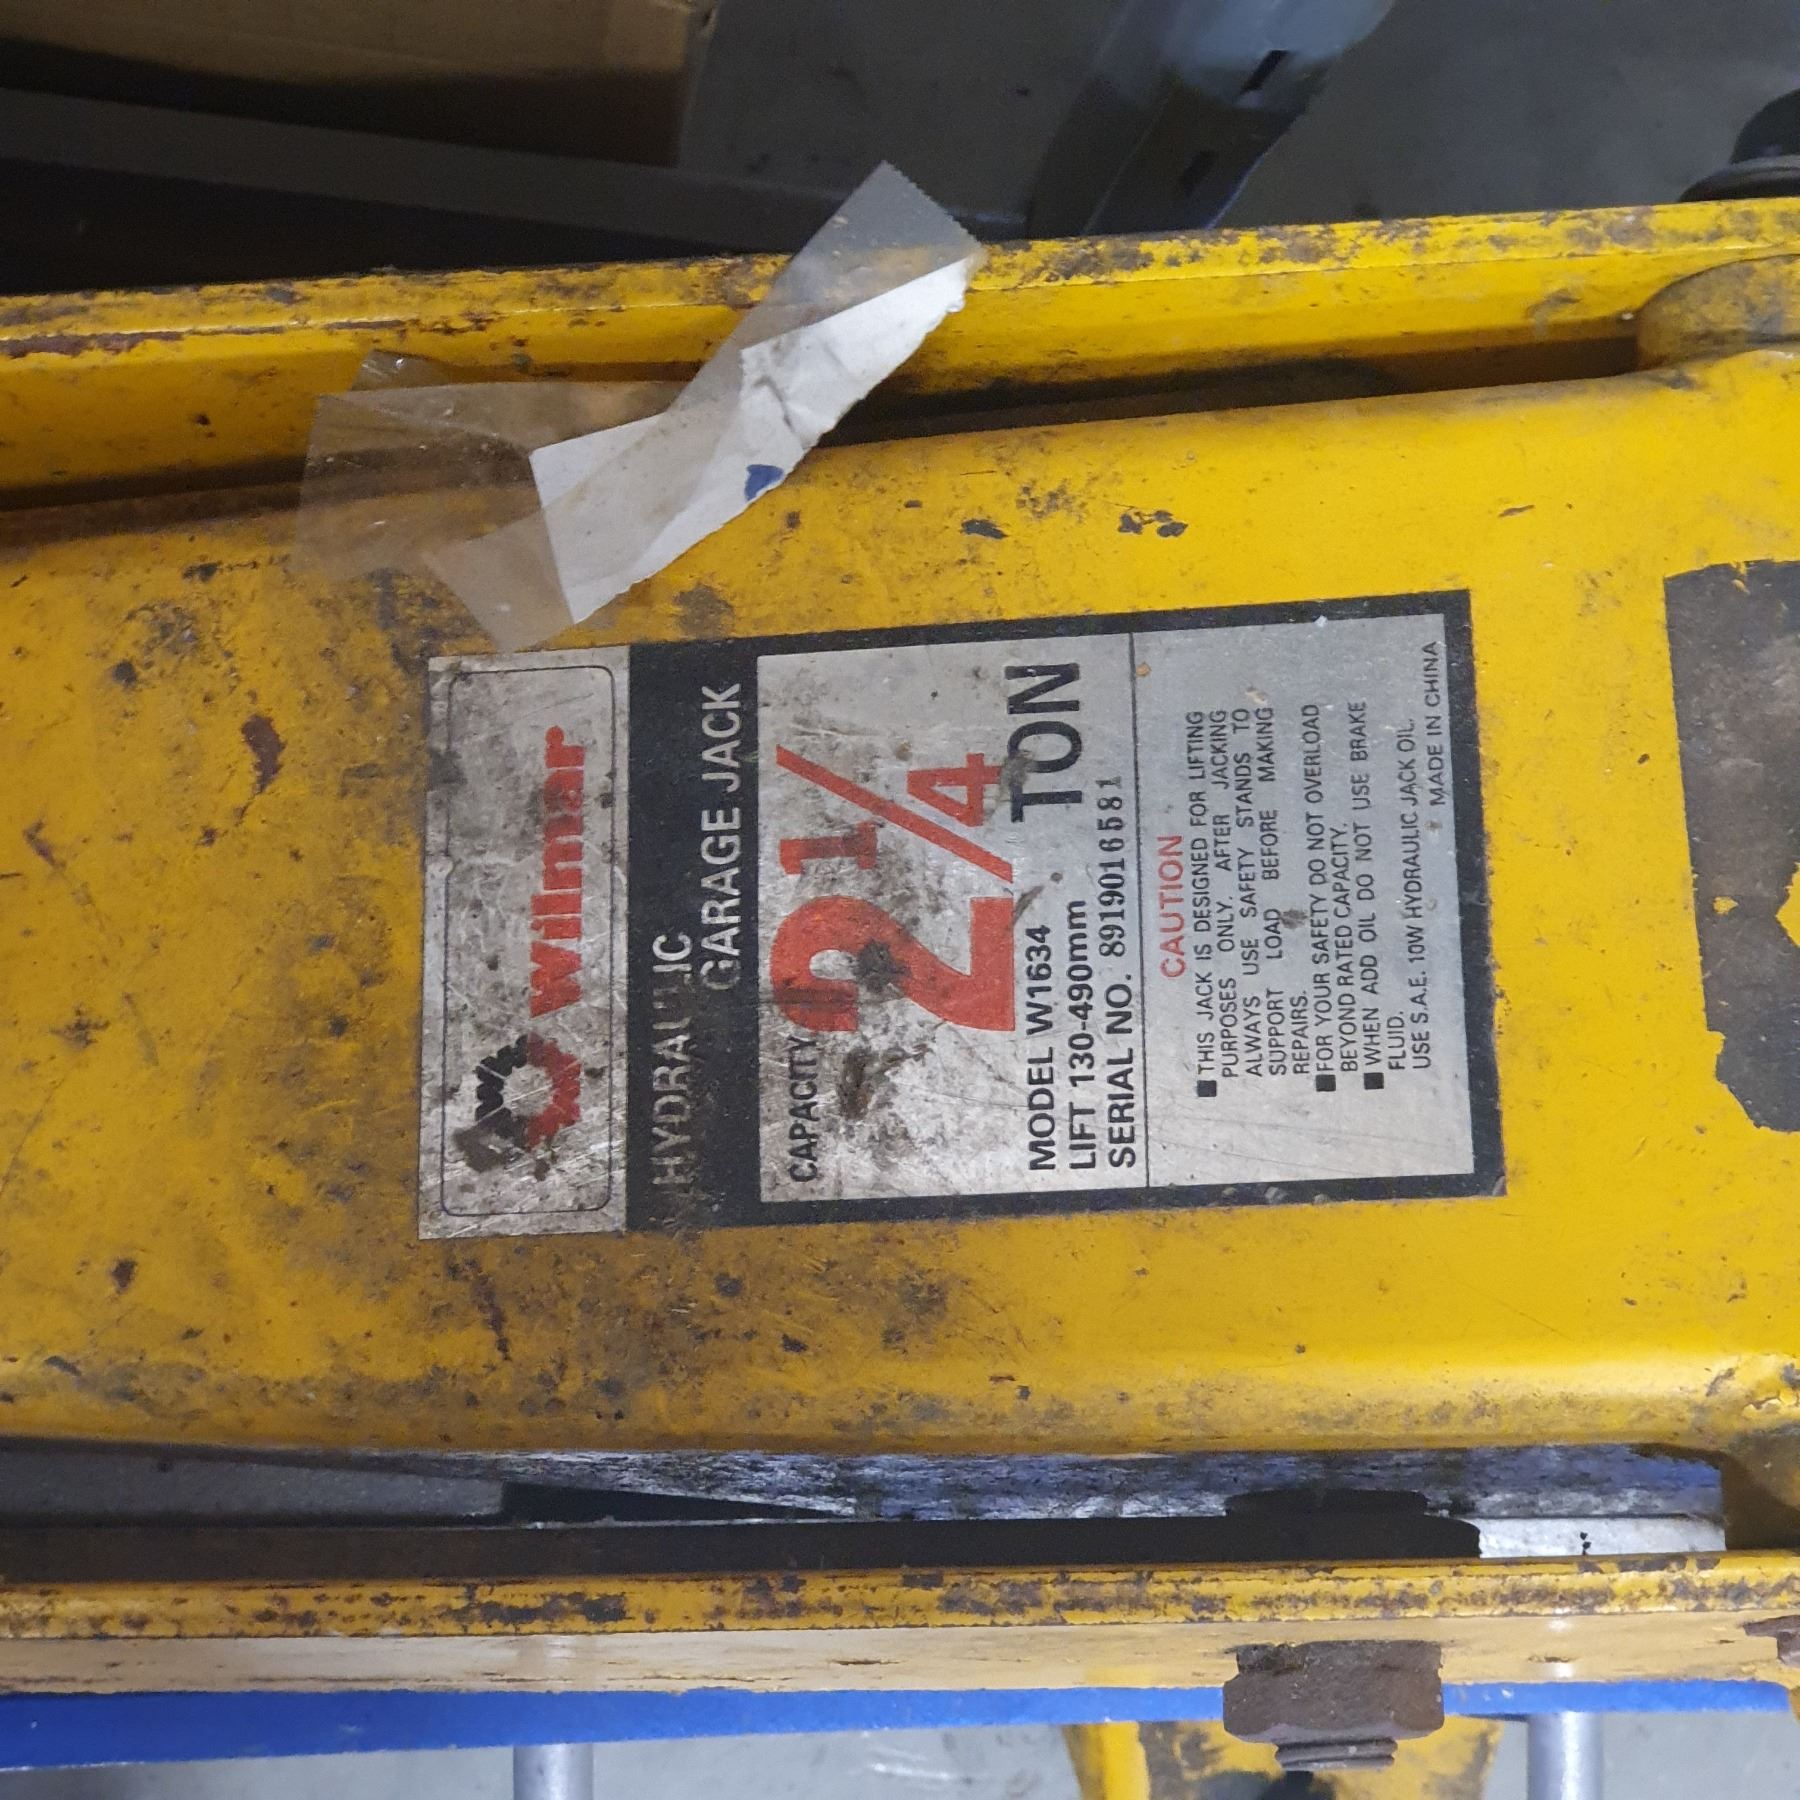 Wilmar
HYDRAULIC
GARAGE JACK
CAPACITY
2 1/4
TON
MODEL W1634
LIFT 130-490mm
SERIAL NO. 8919016581
CAUTION
■ THIS JACK IS DESIGNED FOR LIFTING
PURPOSES ONLY. AFTER JACKING
ALWAYS USE SAFETY STANDS TO
SUPPORT LOAD BEFORE MAKING
REPAIRS.
■ FOR YOUR SAFETY DO NOT OVERLOAD
BEYOND RATED CAPACITY.
■ WHEN ADD OIL DO NOT USE BRAKE
FLUID.
USE S.A.E. 10W HYDRAULIC JACK OIL.
MADE IN CHINA